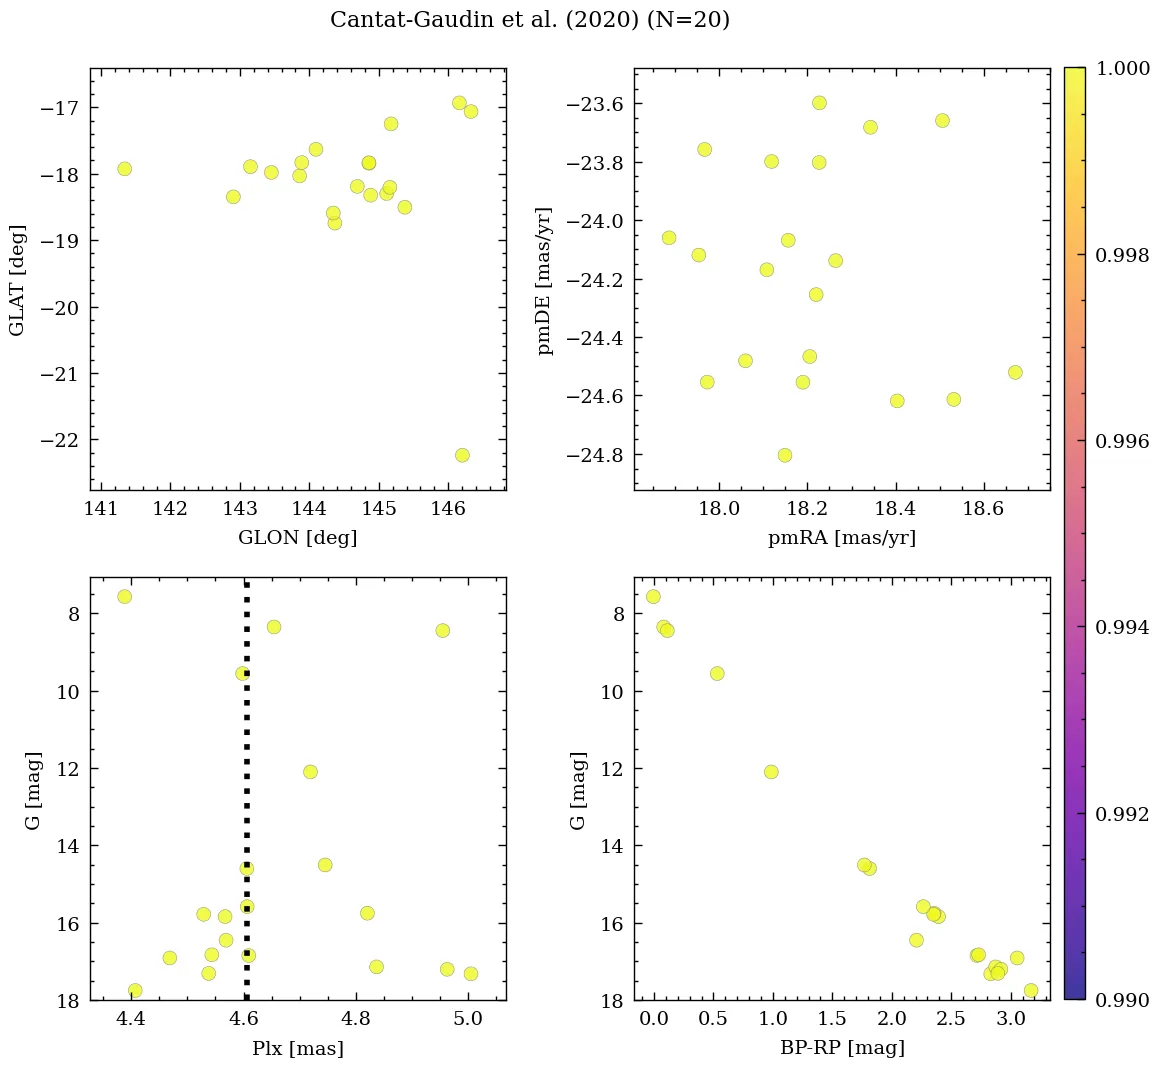 Cantat-Gaudin et al. (2020) (N=20)
−17
−18
−19
−20
−21
−22
GLAT [deg]
141 142 143 144 145 146
GLON [deg]
−23.6
−23.8
−24.0
−24.2
−24.4
−24.6
−24.8
pmDE [mas/yr]
18.0 18.2 18.4 18.6
pmRA [mas/yr]
8
10
12
14
16
18
G [mag]
4.4 4.6 4.8 5.0
Plx [mas]
8
10
12
14
16
18
G [mag]
0.0 0.5 1.0 1.5 2.0 2.5 3.0
BP-RP [mag]
1.000
0.998
0.996
0.994
0.992
0.990